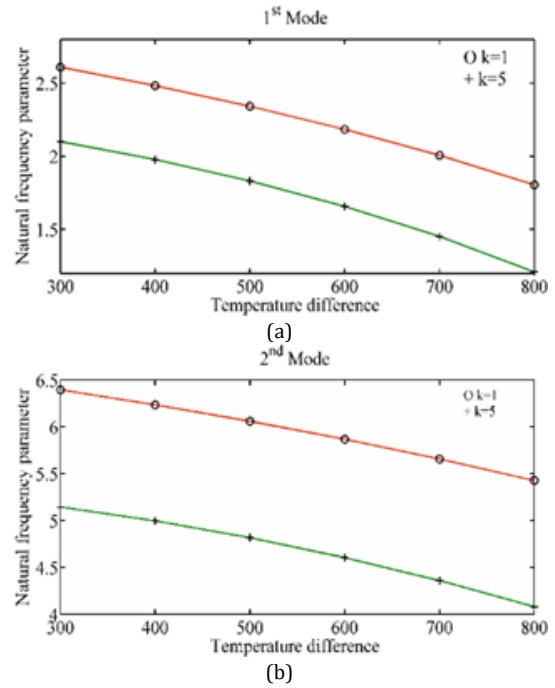 1st Mode
Natural frequency parameter
2.5
2
1.5
O k=1
+ k=5
300 400 500 600 700 800
Temperature difference
(a)
2nd Mode
Natural frequency parameter
6.5
6
5.5
5
4.5
4
O k=1
+ k=5
300 400 500 600 700 800
Temperature difference
(b)